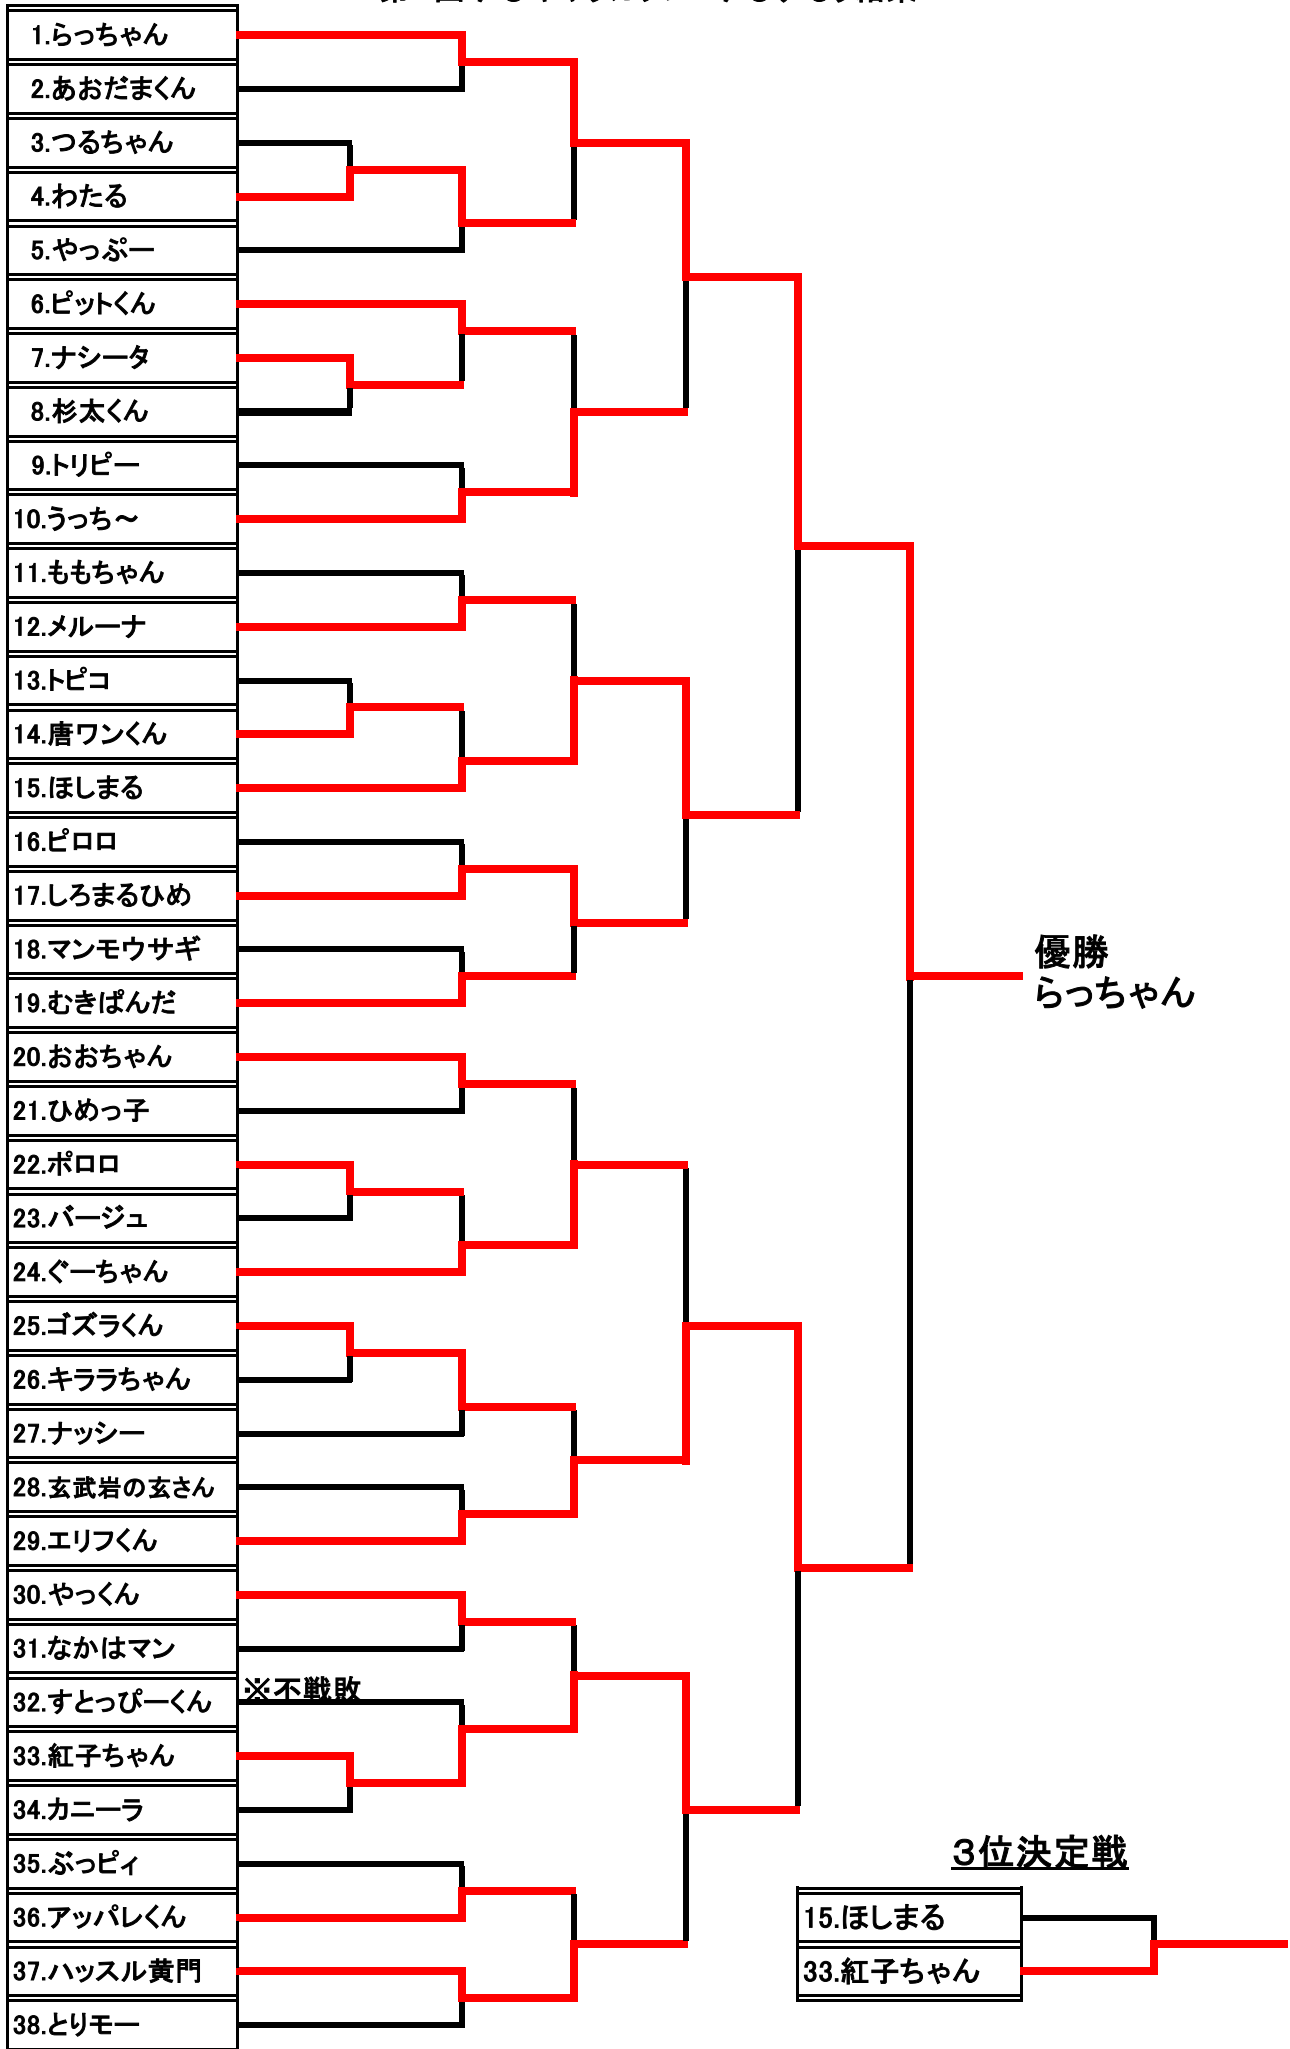 1.らっちゃん
2.あおだまくん
3.つるちゃん
4.わたる
5.やっぷー
6.ピットくん
7.ナシータ
8.杉太くん
9.トリピー
10.うっち～
11.ももちゃん
12.メルーナ
13.トピコ
14.唐ワンくん
15.ほしまる
16.ピロロ
17.しろまるひめ
18.マンモウサギ
19.むきぱんだ
20.おおちゃん
21.ひめっ子
22.ポロロ
23.バージュ
24.ぐーちゃん
25.ゴズラくん
26.キララちゃん
27.ナッシー
28.玄武岩の玄さん
29.エリフくん
30.やっくん
31.なかはマン
32.すとっぴーくん
※不戦敗
33.紅子ちゃん
34.カニーラ
35.ぶっピィ
36.アッパレくん
37.ハッスル黄門
38.とりモー
優勝
らっちゃん
３位決定戦
15.ほしまる
33.紅子ちゃん